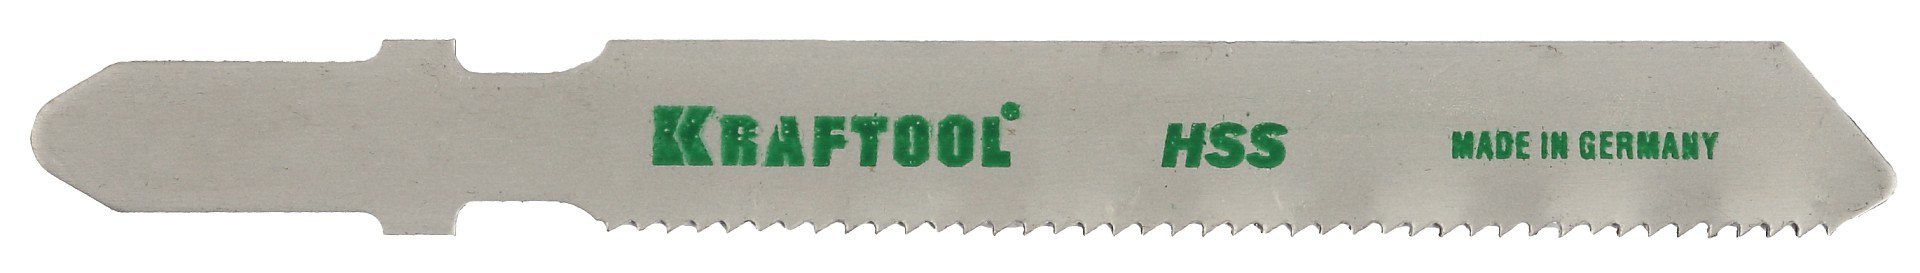 KRAFTOOL® HSS MADE IN GERMANY